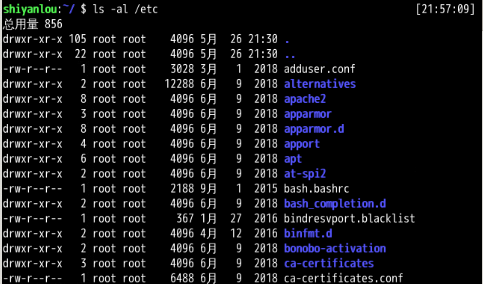 shiyanlou:~/ $ ls -al /etc [21:57:09]
总用量 856
drwxr-xr-x 105 root root 4096 5月 26 21:30 .
drwxr-xr-x 22 root root 4096 5月 26 21:30 ..
-rw-r--r-- 1 root root 3028 3月 1 2018 adduser.conf
drwxr-xr-x 2 root root 12288 6月 9 2018 alternatives
drwxr-xr-x 8 root root 4096 6月 9 2018 apache2
drwxr-xr-x 3 root root 4096 6月 9 2018 apparmor
drwxr-xr-x 8 root root 4096 6月 9 2018 apparmor.d
drwxr-xr-x 4 root root 4096 6月 9 2018 apport
drwxr-xr-x 6 root root 4096 6月 9 2018 apt
drwxr-xr-x 2 root root 4096 6月 9 2018 at-spi2
-rw-r--r-- 1 root root 2188 9月 1 2015 bash.bashrc
drwxr-xr-x 2 root root 4096 6月 9 2018 bash_completion.d
-rw-r--r-- 1 root root 367 1月 27 2016 bindresvport.blacklist
drwxr-xr-x 2 root root 4096 4月 12 2016 binfmt.d
drwxr-xr-x 2 root root 4096 6月 9 2018 bonobo-activation
drwxr-xr-x 3 root root 4096 6月 9 2018 ca-certificates
-rw-r--r-- 1 root root 6488 6月 9 2018 ca-certificates.conf